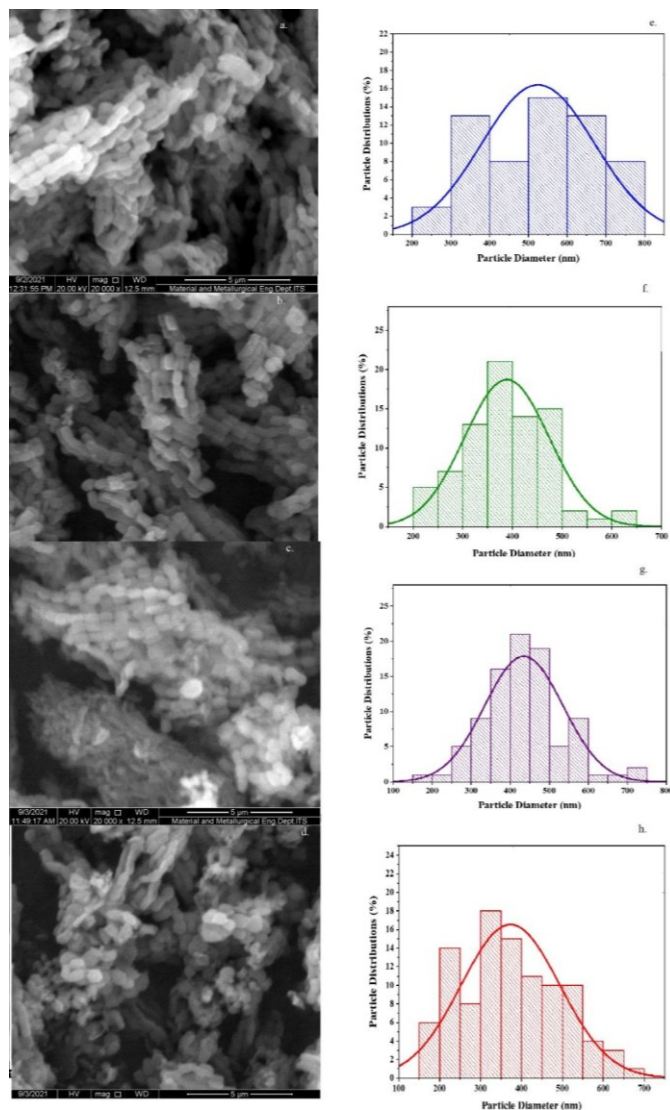 a.
9/2/2021 HV mag □ WD 5 µm
12:31:55 PM 20.00 kV 20 000 x 12.5 mm Material and Metallurgical Eng Dept.ITS
b.
c.
9/3/2021 HV mag □ WD 5 µm
11:49:17 AM 20.00 kV 20 000 x 12.5 mm Material and Metallurgical Eng Dept.ITS
d.
9/3/2021 HV mag □ WD 5 µm
e.
Particle Distributions (%)
22
20
18
16
14
12
10
8
6
4
2
0
200 300 400 500 600 700 800
Particle Diameter (nm)
f.
Particle Distributions (%)
25
20
15
10
5
0
200 300 400 500 600 700
Particle Diameter (nm)
g.
Particle Distributions (%)
25
20
15
10
5
0
100 200 300 400 500 600 700 800
Particle Diameter (nm)
h.
Particle Distributions (%)
24
22
20
18
16
14
12
10
8
6
4
2
0
100 200 300 400 500 600 700
Particle Diameter (nm)